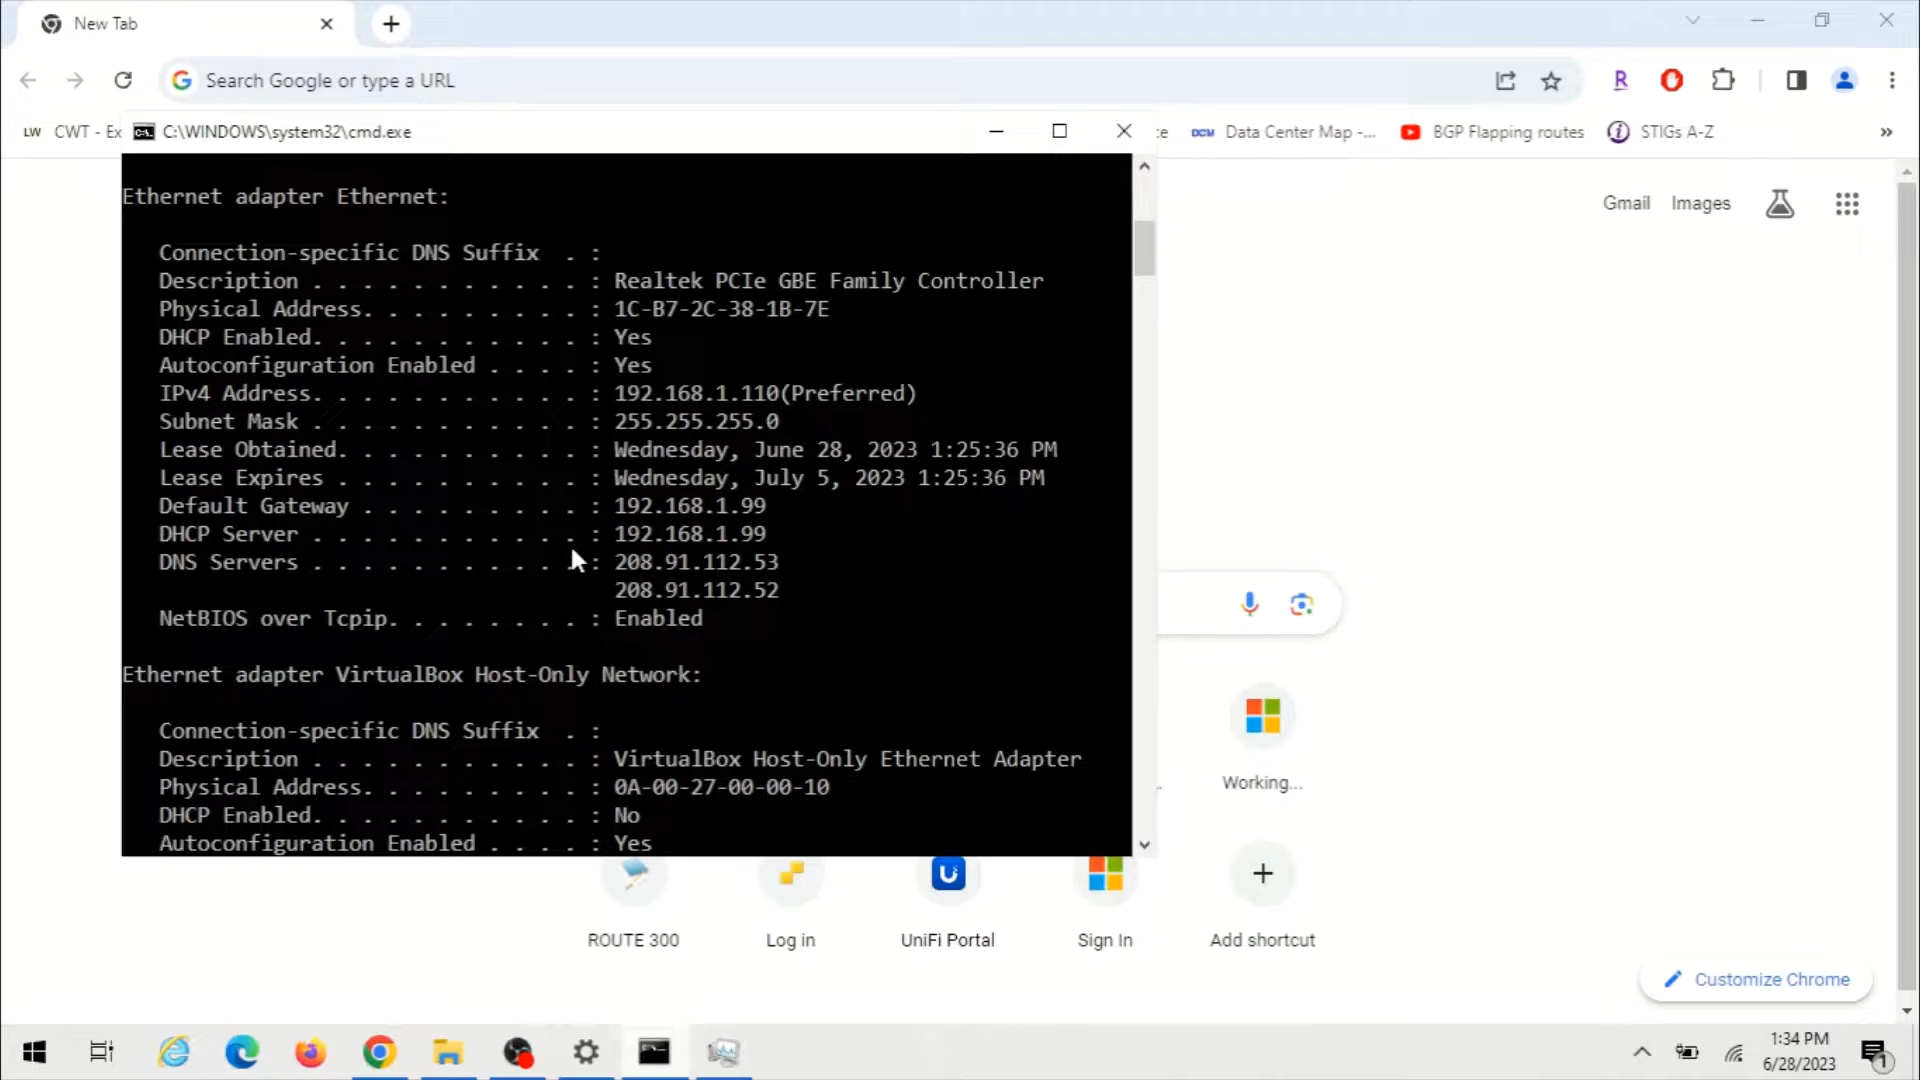 New Tab
Search Google or type a URL
R
LW CWT - Ex
C:\WINDOWS\system32\cmd.exe
ce
DCM Data Center Map -...
BGP Flapping routes
STIGs A-Z
»
Gmail Images
Ethernet adapter Ethernet:
Connection-specific DNS Suffix . :
Description . . . . . . . . . . . : Realtek PCIe GBE Family Controller
Physical Address. . . . . . . . . : 1C-B7-2C-38-1B-7E
DHCP Enabled. . . . . . . . . . . : Yes
Autoconfiguration Enabled . . . . : Yes
IPv4 Address. . . . . . . . . . . : 192.168.1.110(Preferred)
Subnet Mask . . . . . . . . . . . : 255.255.255.0
Lease Obtained. . . . . . . . . . : Wednesday, June 28, 2023 1:25:36 PM
Lease Expires . . . . . . . . . . : Wednesday, July 5, 2023 1:25:36 PM
Default Gateway . . . . . . . . . : 192.168.1.99
DHCP Server . . . . . . . . . . . : 192.168.1.99
DNS Servers . . . . . . . . . . . : 208.91.112.53
208.91.112.52
NetBIOS over Tcpip. . . . . . . . : Enabled
Ethernet adapter VirtualBox Host-Only Network:
Connection-specific DNS Suffix . :
Description . . . . . . . . . . . : VirtualBox Host-Only Ethernet Adapter
Physical Address. . . . . . . . . : 0A-00-27-00-00-10
DHCP Enabled. . . . . . . . . . . : No
Autoconfiguration Enabled . . . . : Yes
Working...
ROUTE 300
Log in
UniFi Portal
Sign In
Add shortcut
Customize Chrome
1:34 PM
6/28/2023
1